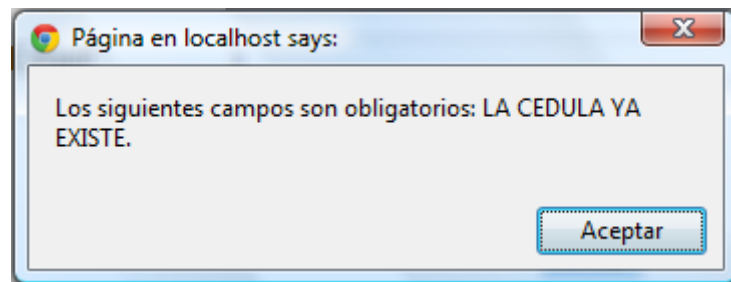 Página en localhost says:
Los siguientes campos son obligatorios: LA CEDULA YA
EXISTE.
Aceptar